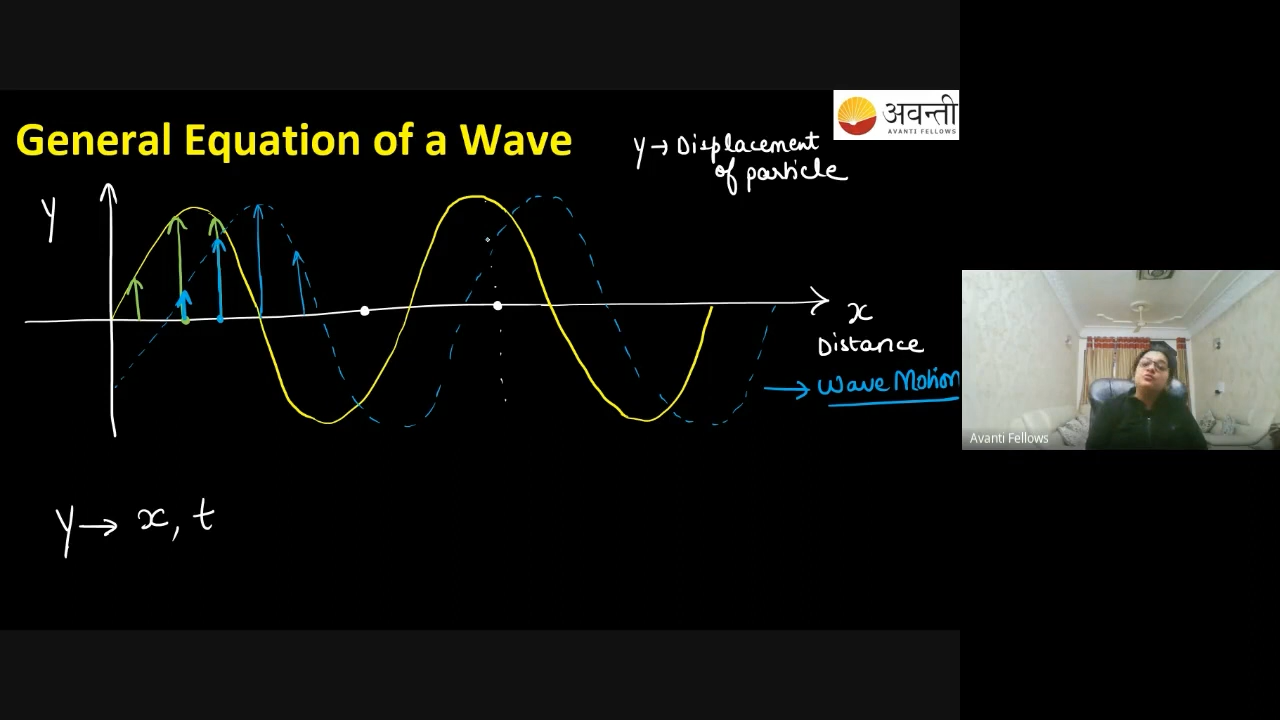 अवन्ती
AVANTI FELLOWS
General Equation of a Wave
y → Displacement
of particle
y
x
Distance
→ Wave Motion
y → x, t
Avanti Fellows